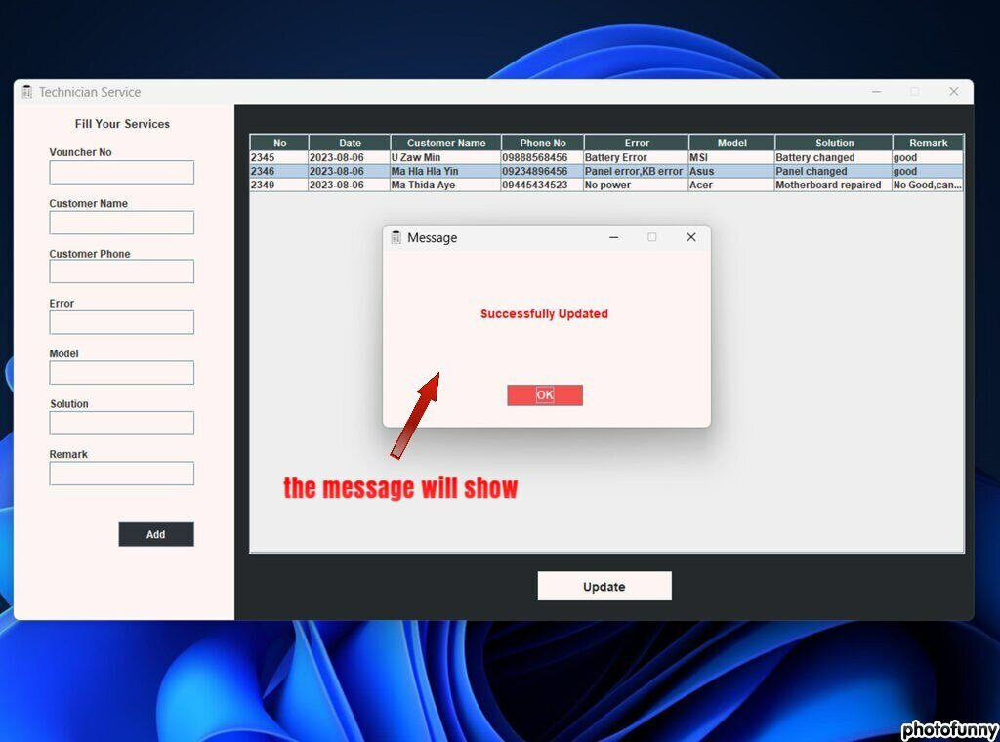 Technician Service
Fill Your Services
Vouncher No
Customer Name
Customer Phone
Error
Model
Solution
Remark
Add
No Date Customer Name Phone No Error Model Solution Remark
2345 2023-08-06 U Zaw Min 09888568456 Battery Error MSI Battery changed good
2346 2023-08-06 Ma Hla Hla Yin 09234896456 Panel error,KB error Asus Panel changed good
2349 2023-08-06 Ma Thida Aye 09445434523 No power Acer Motherboard repaired No Good,can...
Message
Successfully Updated
OK
the message will show
Update
photofunny